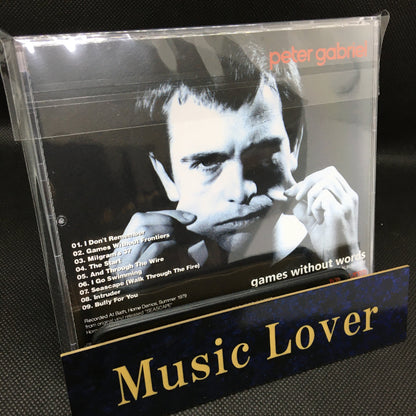 peter gabriel
01. I Don't Remember
02. Games Without Frontiers
03. Milgram's 37
04. The Start
05. And Through The Wire
06. I Go Swimming
07. Seascape (Walk Through The Fire)
08. Intruder
09. Bully For You
games without words
Recorded At Bath, Home Demos, Summer 1979
Music Lover